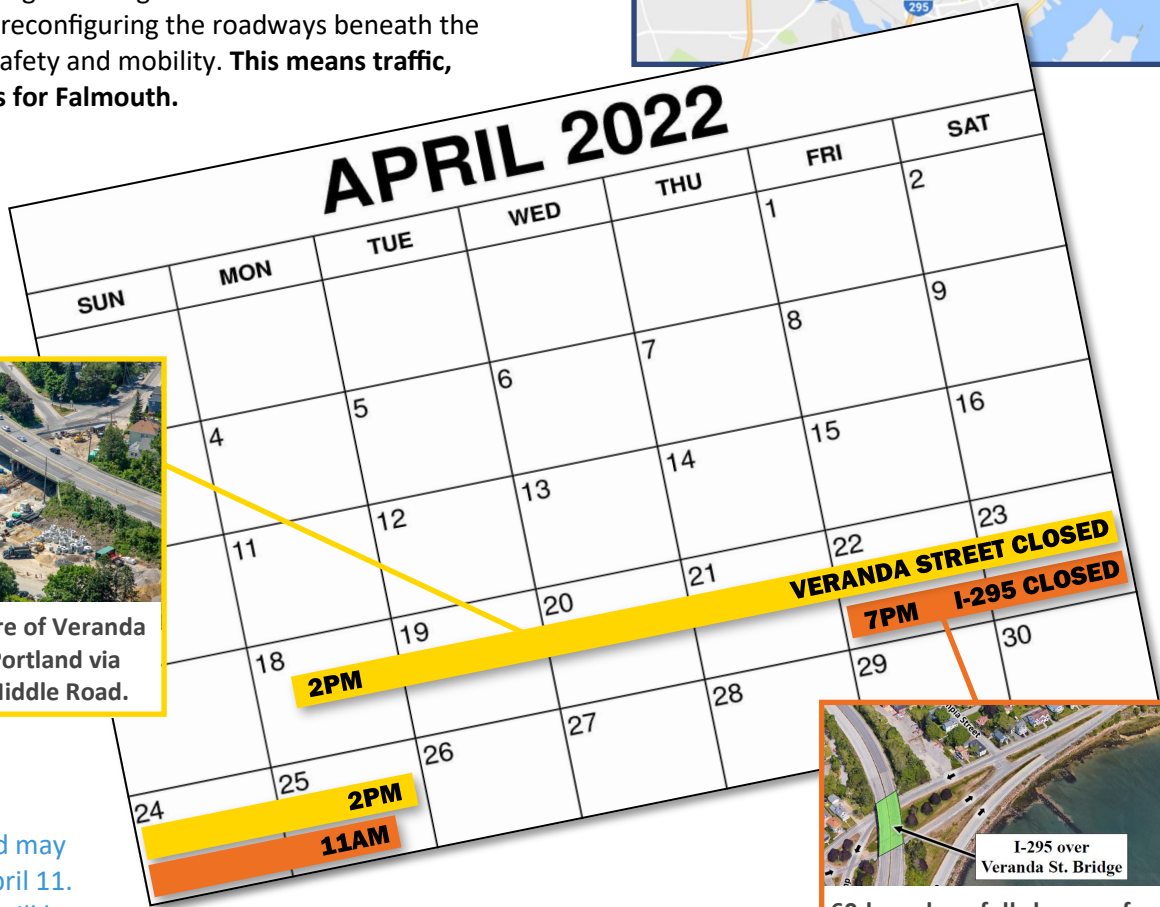 reconfiguring the roadways beneath the
safety and mobility. This means traffic,
s for Falmouth.
295
APRIL 2022
SUN MON TUE WED THU FRI SAT
1 2
4 5 6 7 8 9
11 12 13 14 15 16
18 19 20 21 22 23
2PM VERANDA STREET CLOSED
7PM I-295 CLOSED
24 25 26 27 28 29 30
2PM
11AM
re of Veranda
Portland via
Middle Road.
d may
pril 11.
Street
I-295 over
Veranda St. Bridge